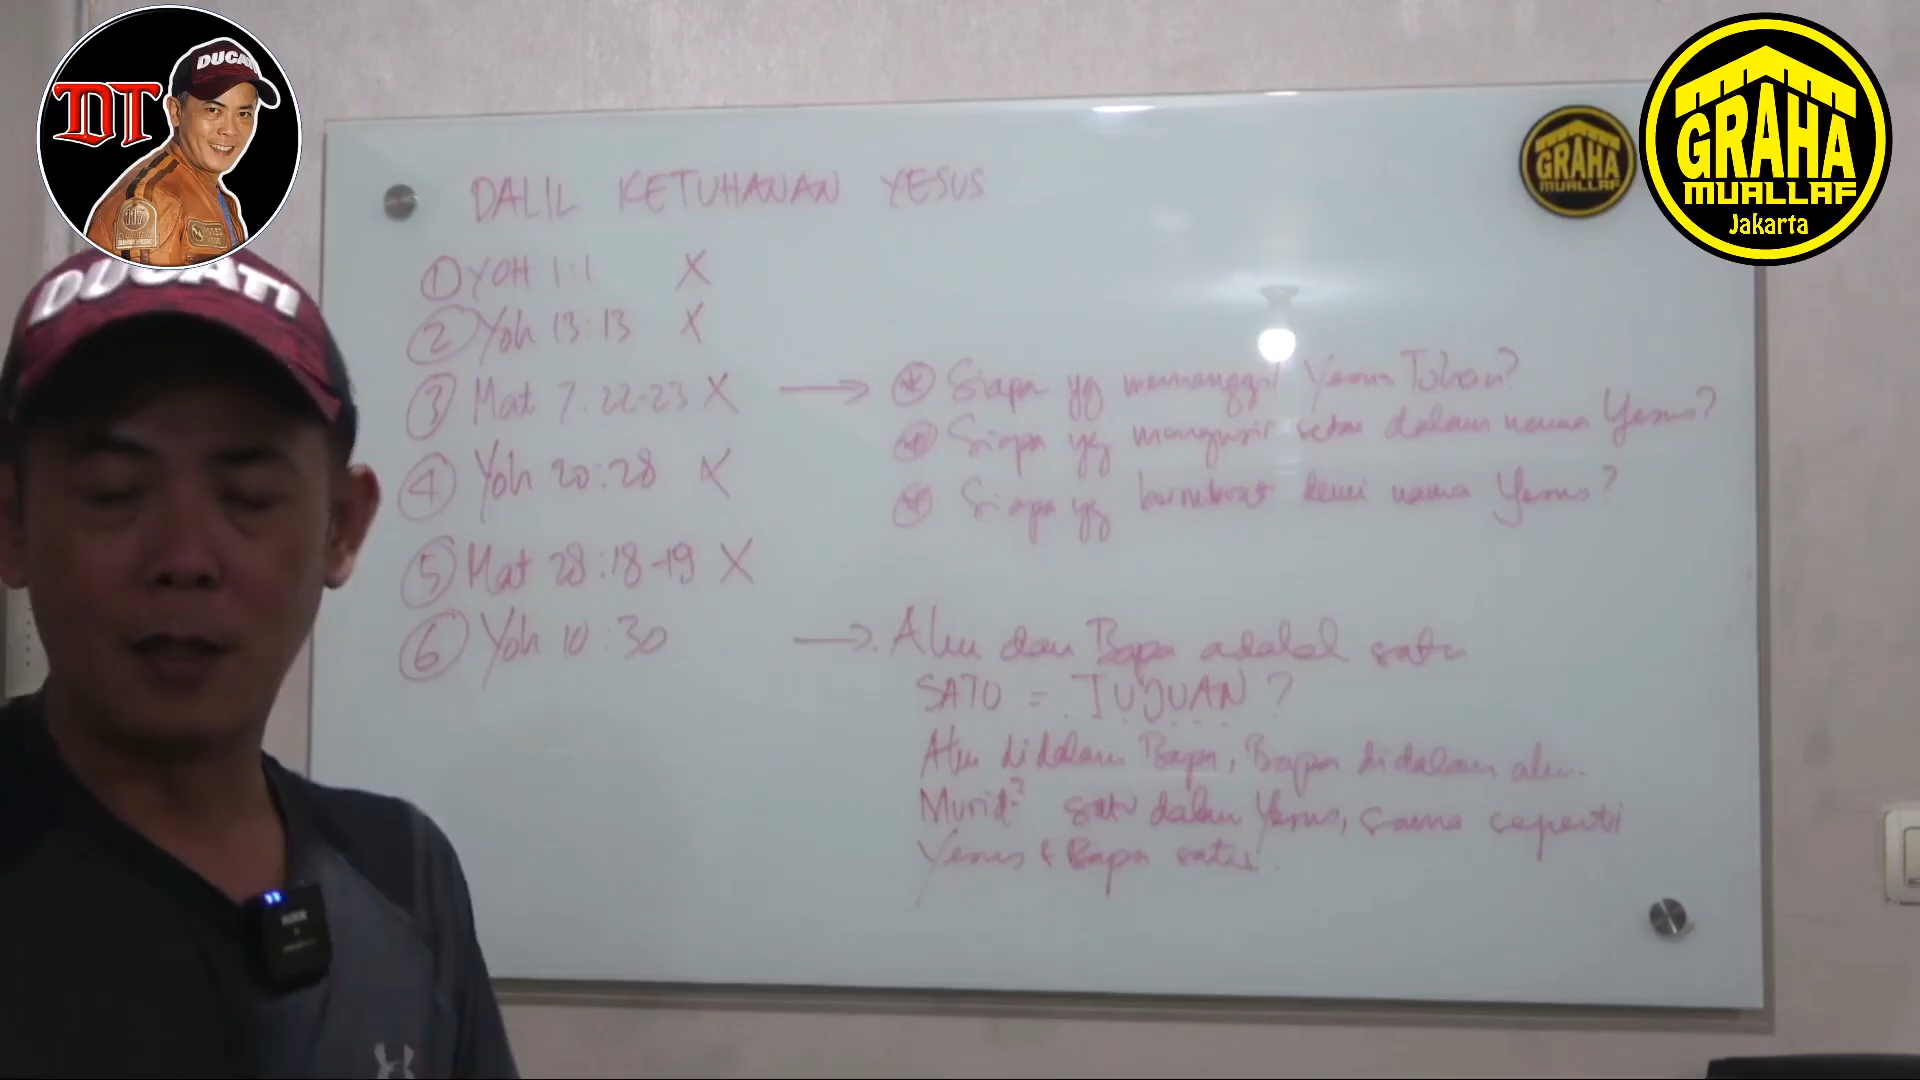 DT
DUCATI
117
GRAHA
MUALLAF
Jakarta
GRAHA
MUALLAF
DUCATI
DALIL KETUHANAN YESUS
① YOH 1:1 X
② Yoh 13:13 X
③ Mat 7:22-23 X → * Siapa yg memanggil Yesus Tuhan?
* Siapa yg mengusir setan dalam nama Yesus?
④ Yoh 20:28 X
* Siapa yg demi nama Yesus?
⑤ Mat 28:18-19 X
⑥ Yoh 10:30 → Aku dan Bapa adalah satu
SATU = TUJUAN?
Aku didalam Bapa, Bapa didalam aku.
Murid? satu dalam Yesus, sama seperti
Yesus & Bapa satu.